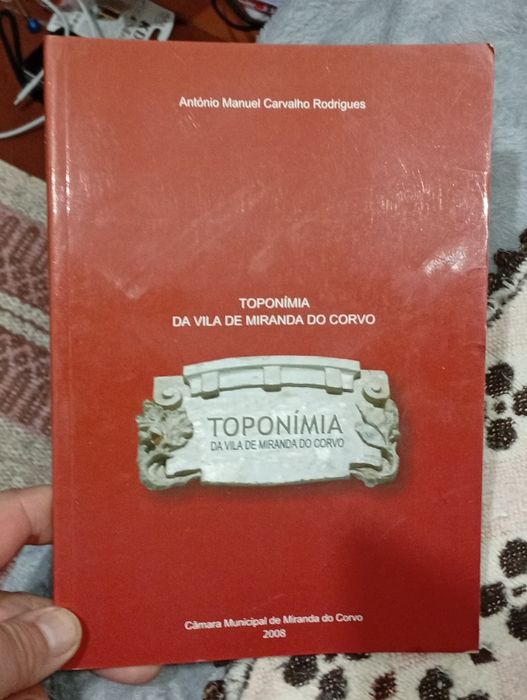 António Manuel Carvalho Rodrigues
TOPONÍMIA
DA VILA DE MIRANDA DO CORVO
TOPONÍMIA
DA VILA DE MIRANDA DO CORVO
Câmara Municipal de Miranda do Corvo
2008